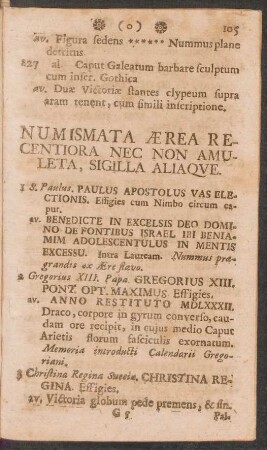 ( o ) 105
av. Figura sedens ****** Nummus plane
detritus.
827 al Caput Galeatum barbare sculptum
cum inscr. Gothica
av. Duæ Victoriæ stantes clypeum supra
aram tenent, cum simili inscriptione.
NUMISMATA ÆREA RE-
CENTIORA NEC NON AMU-
LETA, SIGILLA ALIAQVE.
1 S. Paulus. PAULUS APOSTOLUS VAS ELE-
CTIONIS. Effigies cum Nimbo circum ca-
put.
av. BENEDICTE IN EXCELSIS DEO DOMI-
NO DE FONTIBUS ISRAEL IBI BENIA-
MIM ADOLESCENTULUS IN MENTIS
EXCESSU. Intra Lauream. Nummus præ-
grandis ex Ære flavo.
2 Gregorius XIII. Papa. GREGORIUS XIII.
PONT. OPT. MAXIMUS Effigies.
av. ANNO RESTITUTO MDLXXXII.
Draco, corpore in gyrum converso, cau-
dam ore recipit, in cujus medio Caput
Arietis florum fasciculis exornatum.
Memoria introducti Calendarii Grego-
riani.
3 Christina Regina Sueciæ. CHRISTINA RE-
GINA. Effigies.
av. Victoria globum pede premens, & sin.
G 5 Pal.